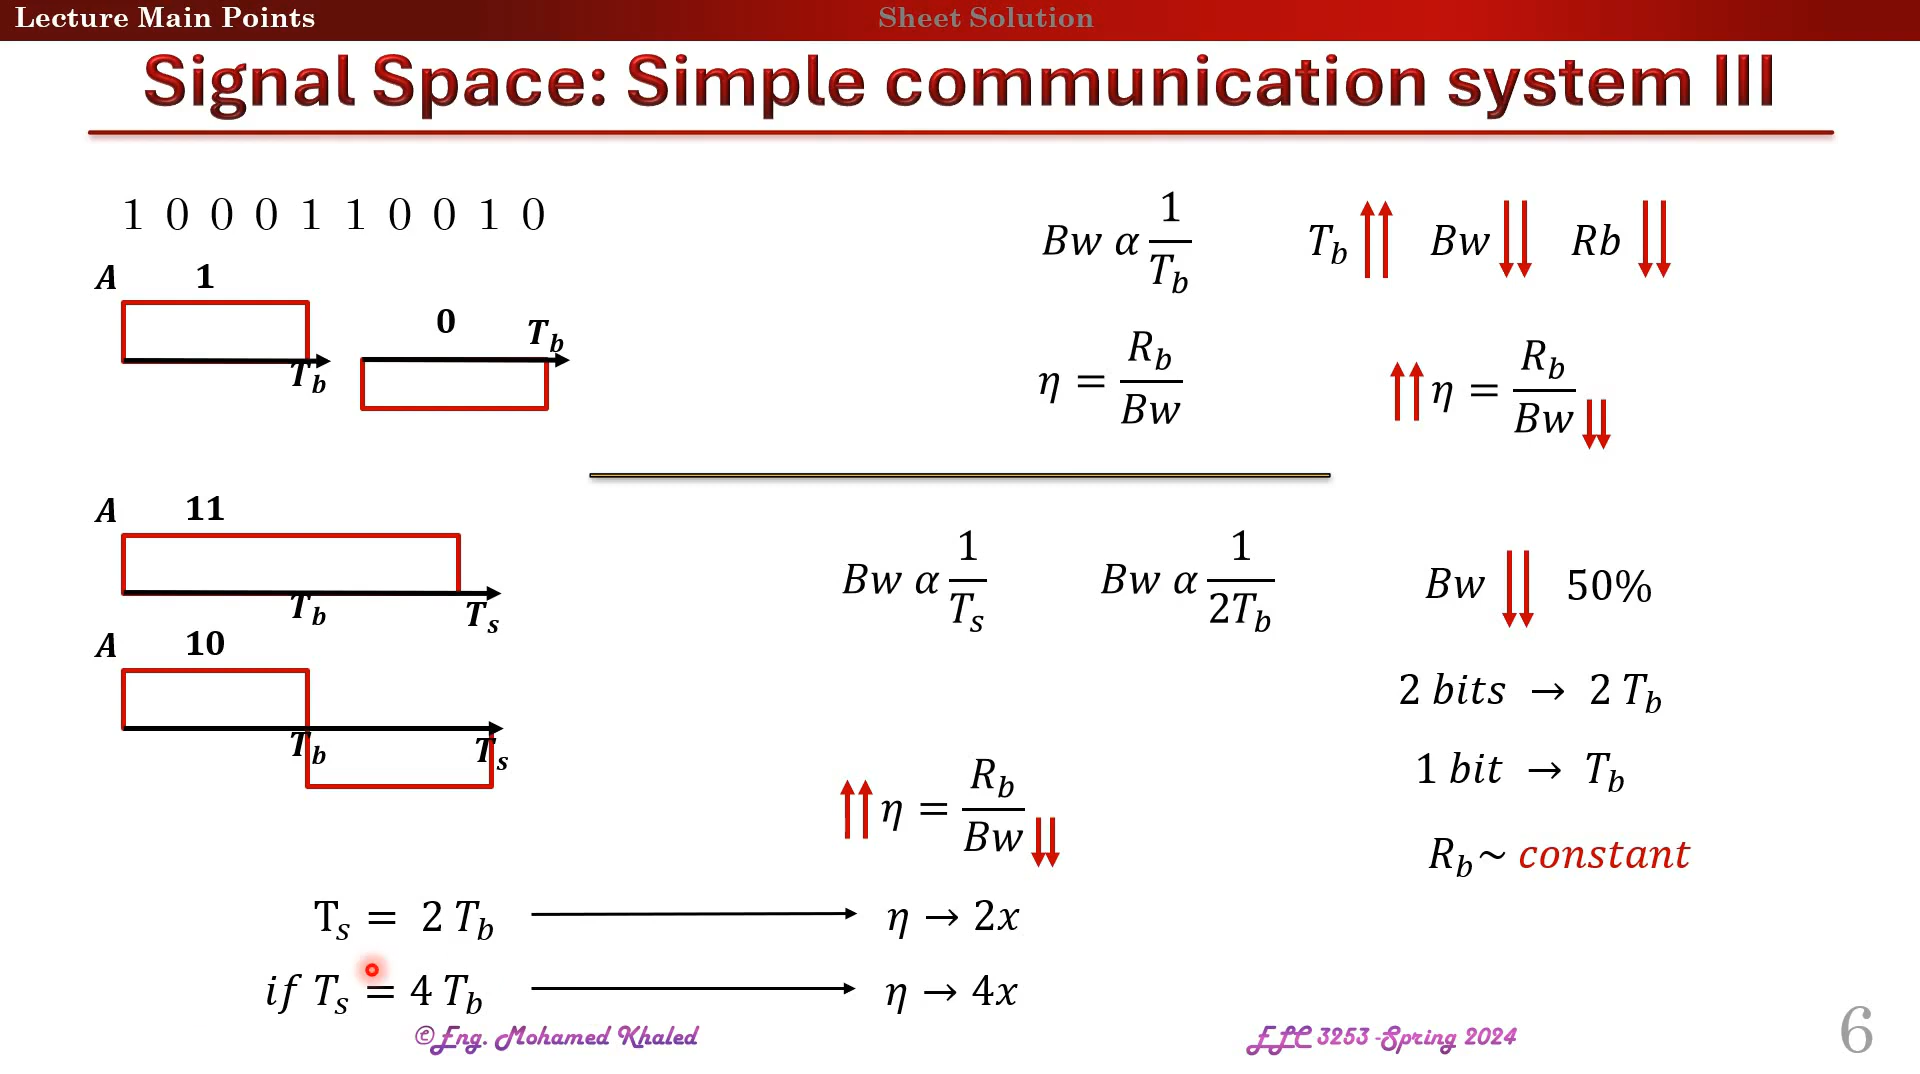 Lecture Main Points
Sheet Solution
Signal Space: Simple communication system III
1 0 0 0 1 1 0 0 1 0
A 1
T_b
0 T_b
Bw α 1/T_b
T_b Bw Rb
η = R_b/Bw
η = R_b/Bw
A 11
T_b T_s
A 10
T_b T_s
Bw α 1/T_s
Bw α 1/2T_b
Bw 50%
2 bits → 2 T_b
1 bit → T_b
R_b ~ constant
η = R_b/Bw
T_s = 2 T_b
η → 2x
if T_s = 4 T_b
η → 4x
©Eng. Mohamed Khaled
ELC 3253 -Spring 2024
6